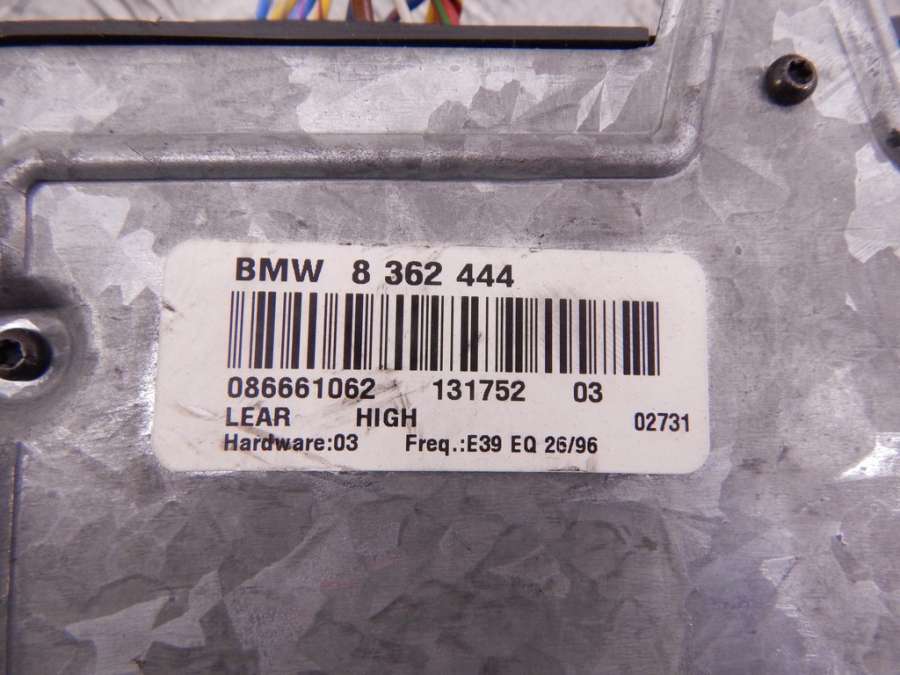 BMW 8 362 444
086661062 131752 03
LEAR HIGH 02731
Hardware:03 Freq.:E39 EQ 26/96